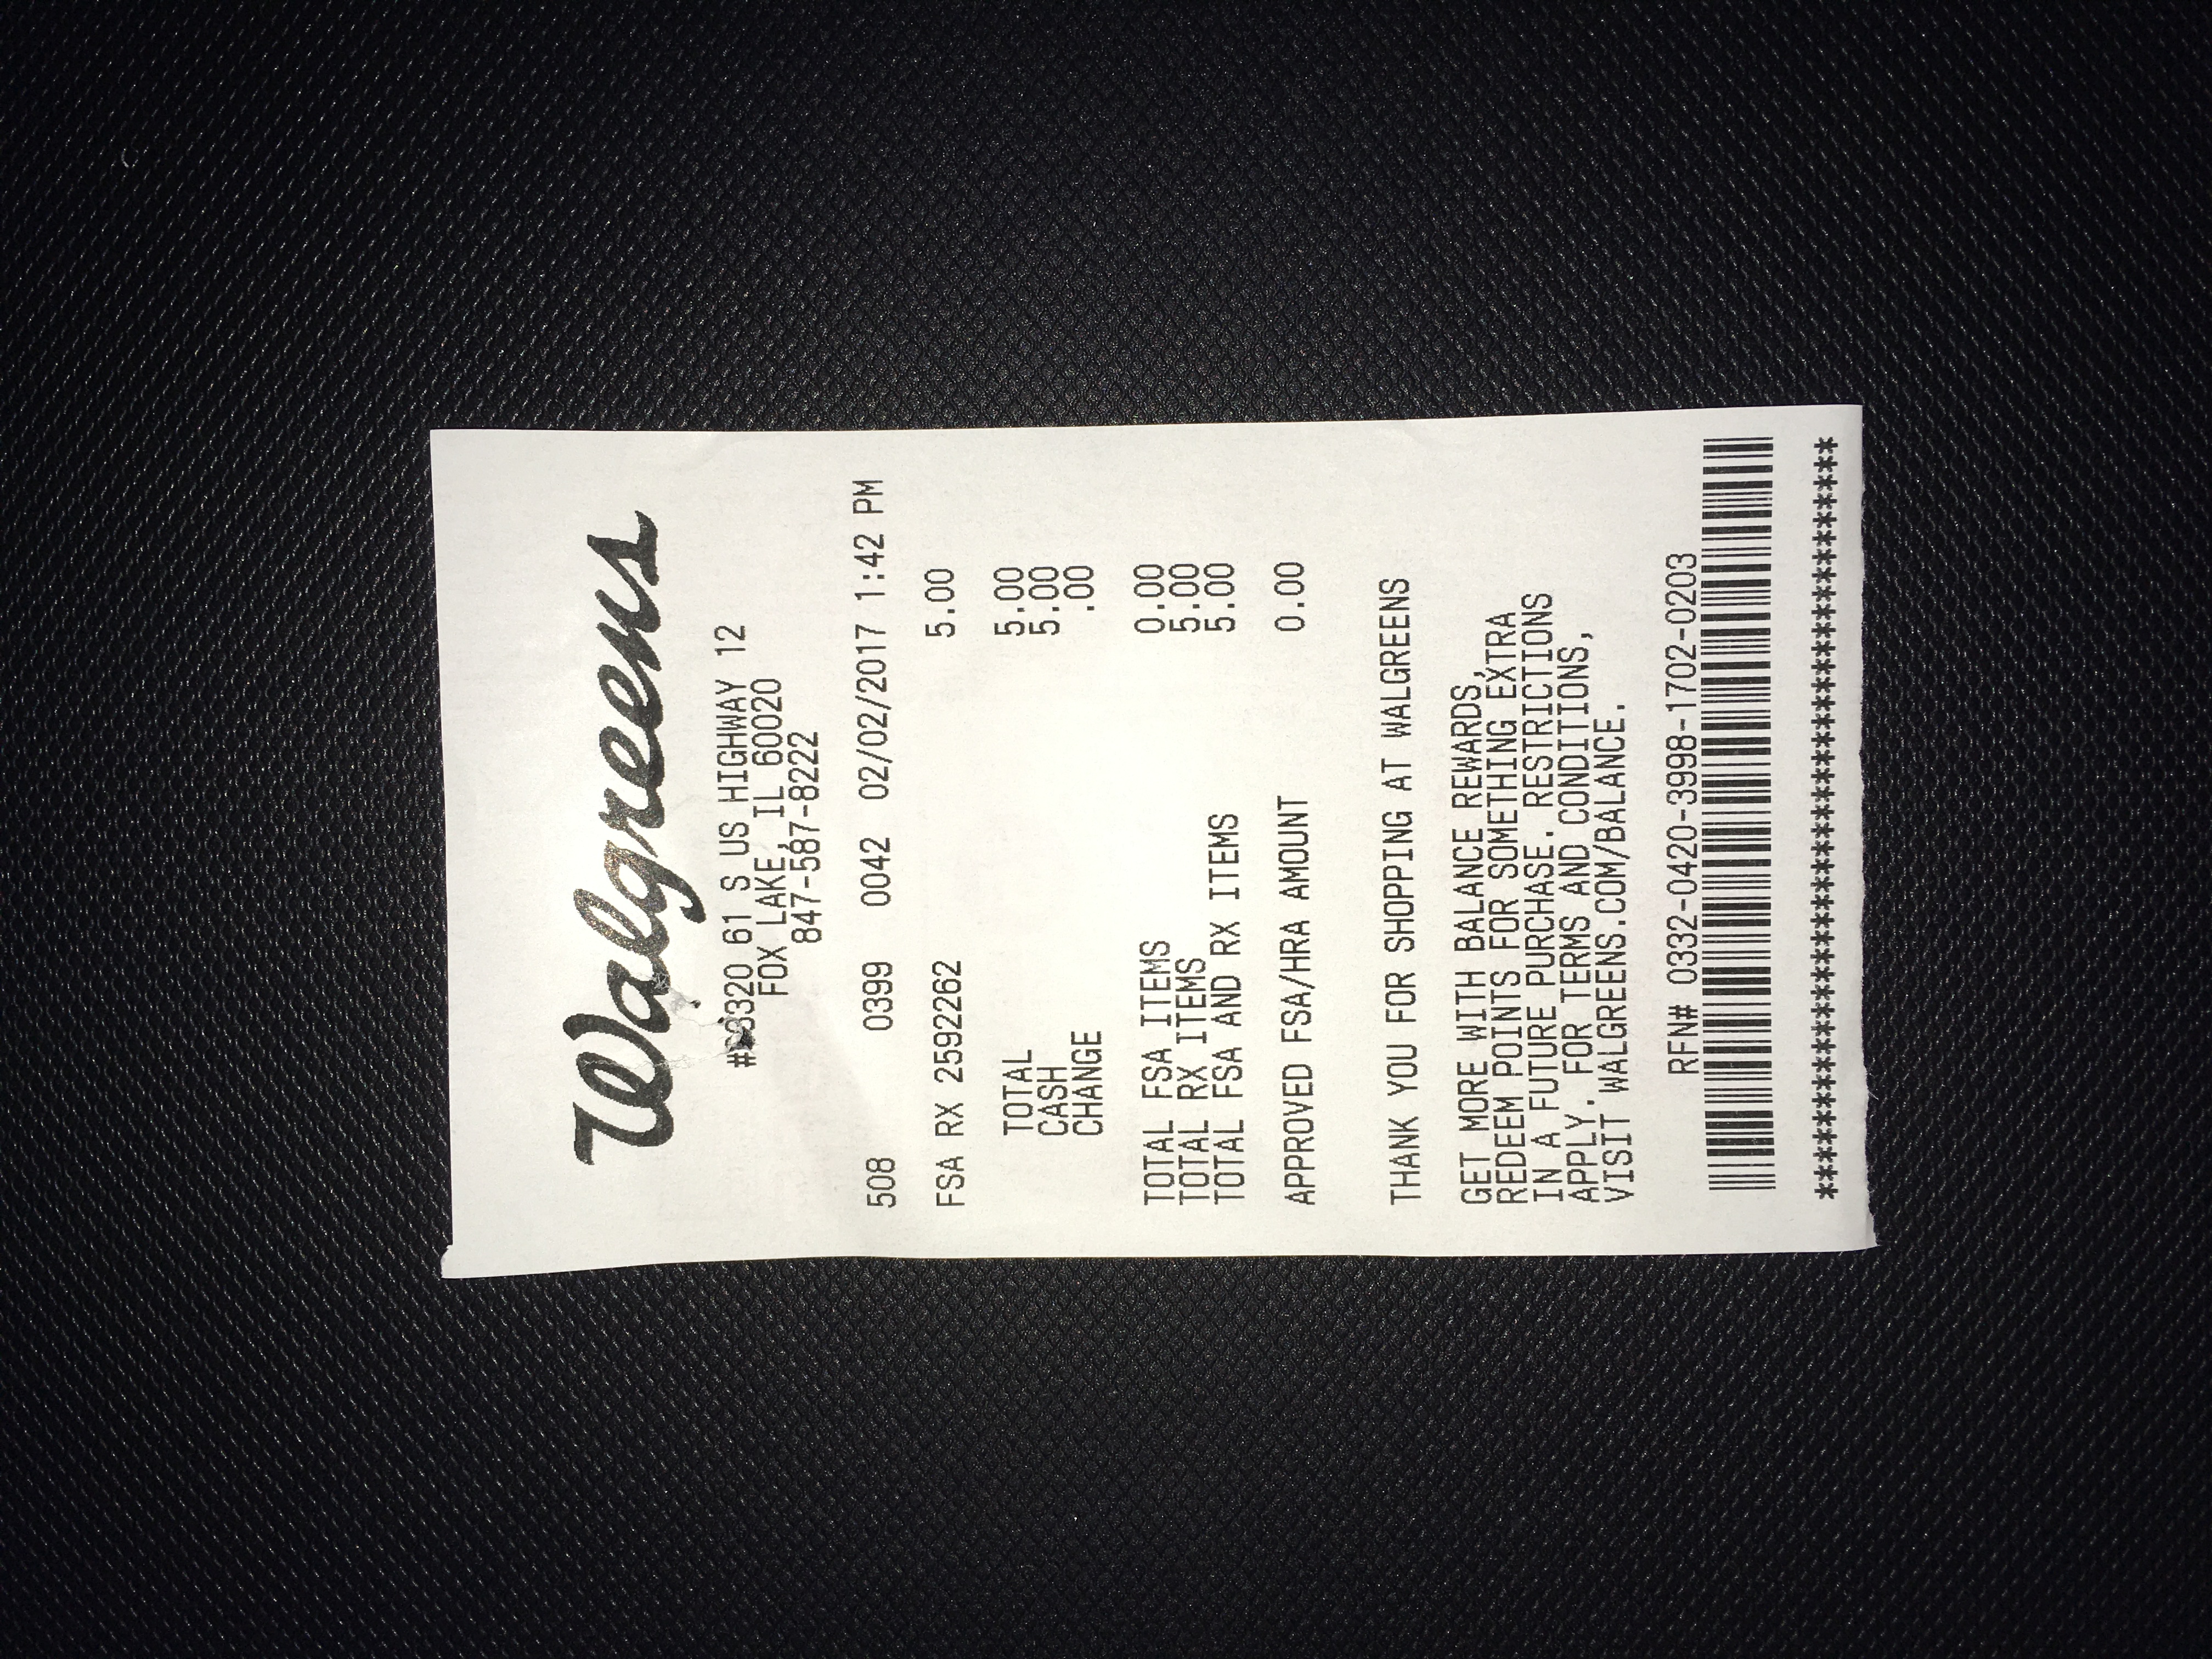 Walgreens
61 S US HIGHWAY 12
FOX LAKE, IL 60020
847-587-8222
508 0399 0042 02/02/2017 1:42 PM
FSA RX 2592262 5.00
TOTAL 5.00
CASH 5.00
CHANGE .00
TOTAL FSA ITEMS 0.00
TOTAL RX ITEMS 5.00
TOTAL FSA AND RX ITEMS 5.00
APPROVED FSA/HRA AMOUNT 0.00
THANK YOU FOR SHOPPING AT WALGREENS
GET MORE WITH BALANCE REWARDS,
REDEEM POINTS FOR SOMETHING EXTRA
IN A FUTURE PURCHASE. RESTRICTIONS
APPLY. FOR TERMS AND CONDITIONS,
VISIT WALGREENS.COM/BALANCE.
RFN# 0332-0420-3998-1702-0203
******************************************